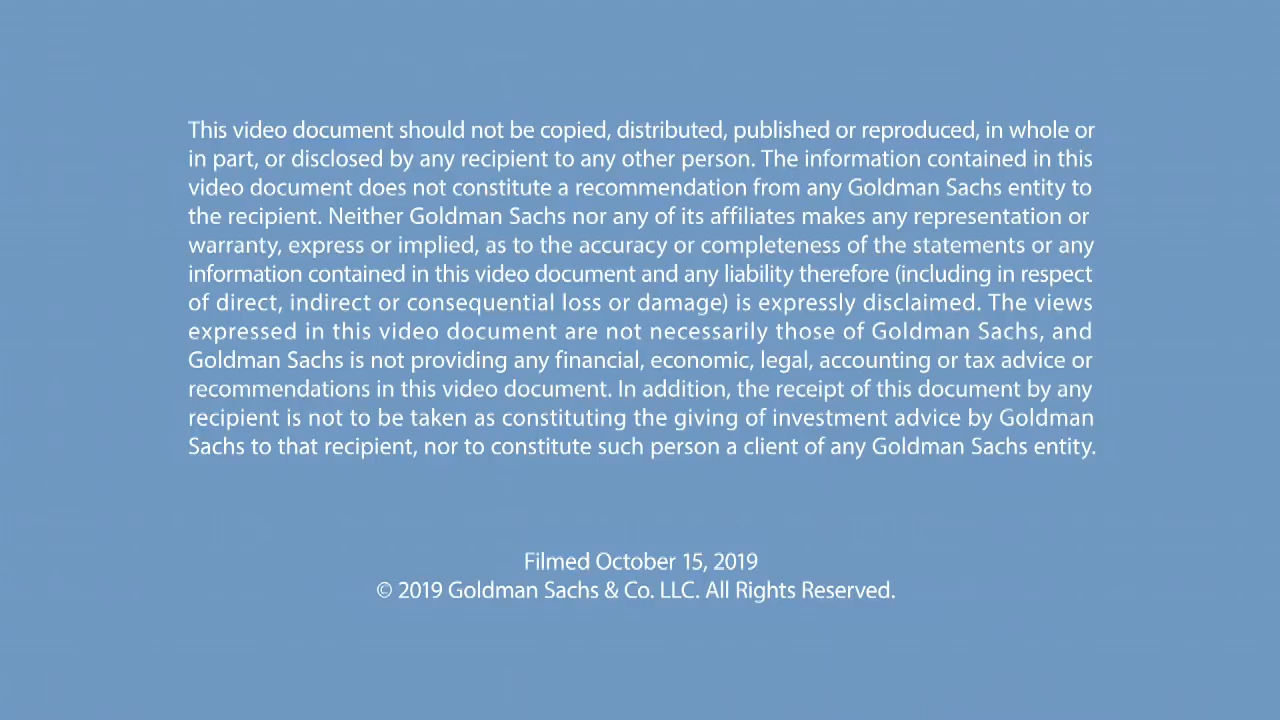 This video document should not be copied, distributed, published or reproduced, in whole or
in part, or disclosed by any recipient to any other person. The information contained in this
video document does not constitute a recommendation from any Goldman Sachs entity to
the recipient. Neither Goldman Sachs nor any of its affiliates makes any representation or
warranty, express or implied, as to the accuracy or completeness of the statements or any
information contained in this video document and any liability therefore (including in respect
of direct, indirect or consequential loss or damage) is expressly disclaimed. The views
expressed in this video document are not necessarily those of Goldman Sachs, and
Goldman Sachs is not providing any financial, economic, legal, accounting or tax advice or
recommendations in this video document. In addition, the receipt of this document by any
recipient is not to be taken as constituting the giving of investment advice by Goldman
Sachs to that recipient, nor to constitute such person a client of any Goldman Sachs entity.
Filmed October 15, 2019
© 2019 Goldman Sachs & Co. LLC. All Rights Reserved.